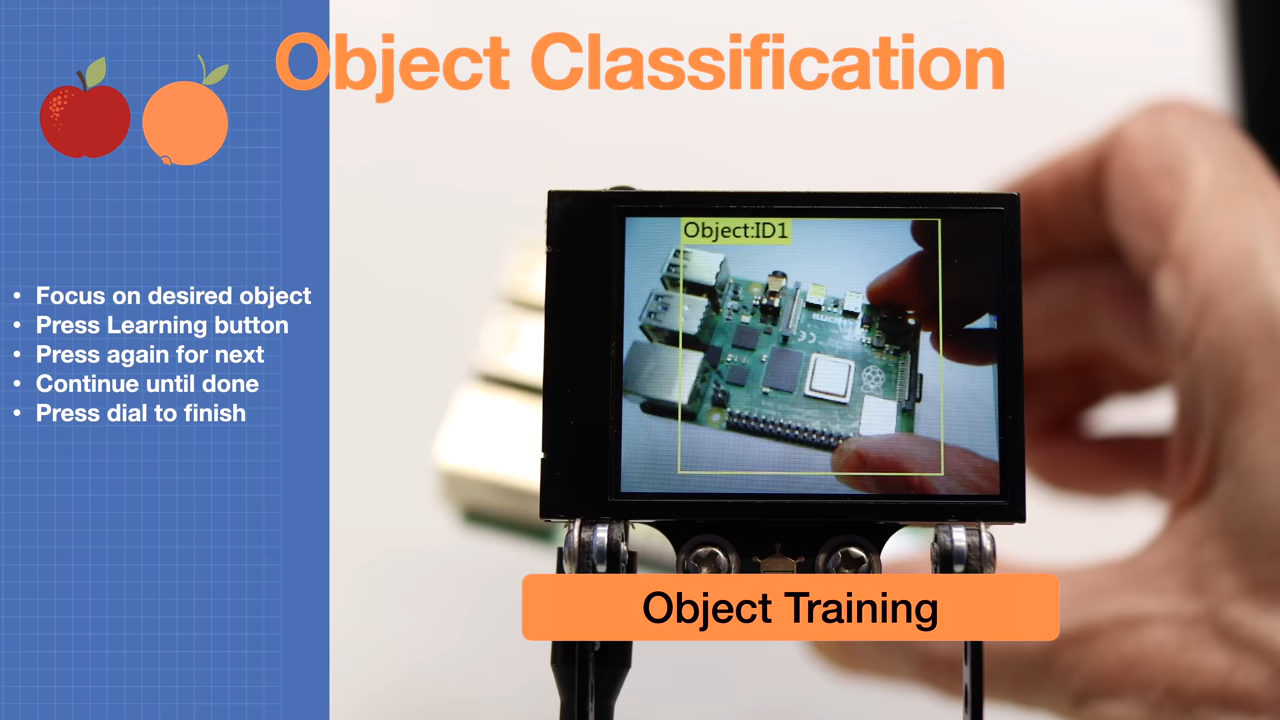 Object Classification
Object:ID1
• Focus on desired object
• Press Learning button
• Press again for next
• Continue until done
• Press dial to finish
Object Training